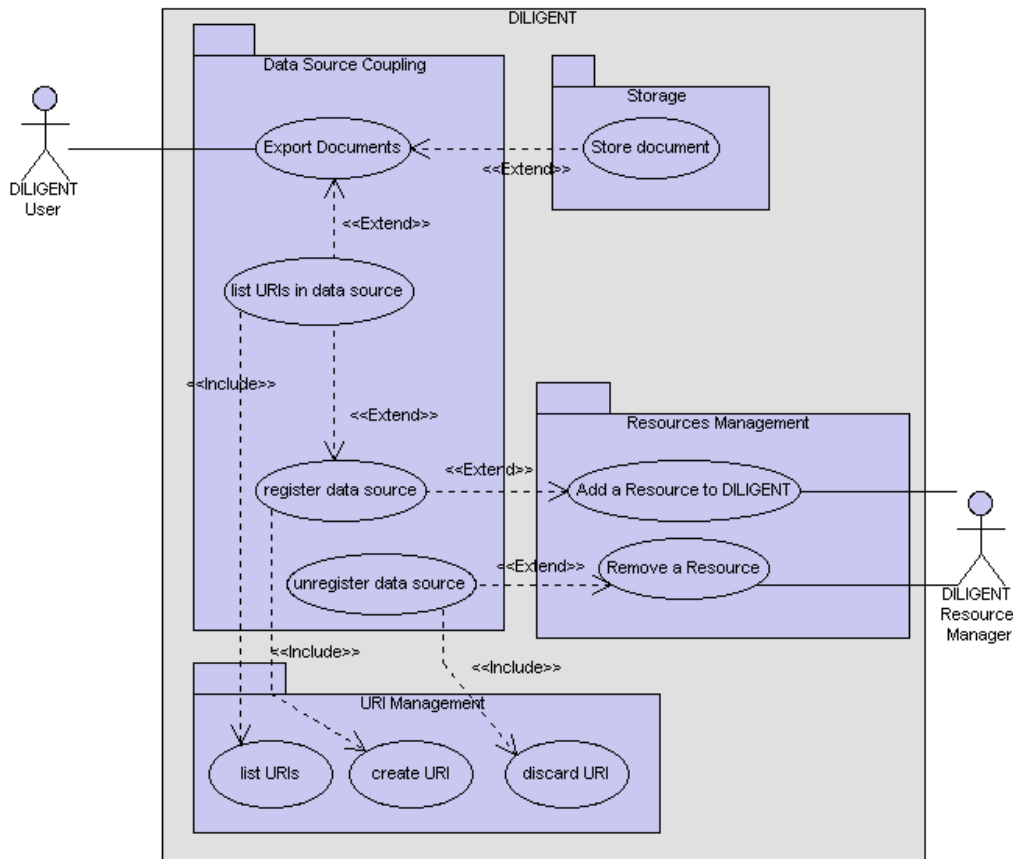 DILIGENT
Data Source Coupling
Storage
Export Documents
Store document
<<Extend>>
DILIGENT
User
<<Extend>>
list URIs in data source
<<Include>>
<<Extend>>
Resources Management
<<Extend>>
register data source
Add a Resource to DILIGENT
<<Extend>>
Remove a Resource
unregister data source
DILIGENT
Resource
Manager
<<Include>>
<<Include>>
URI Management
list URIs
create URI
discard URI